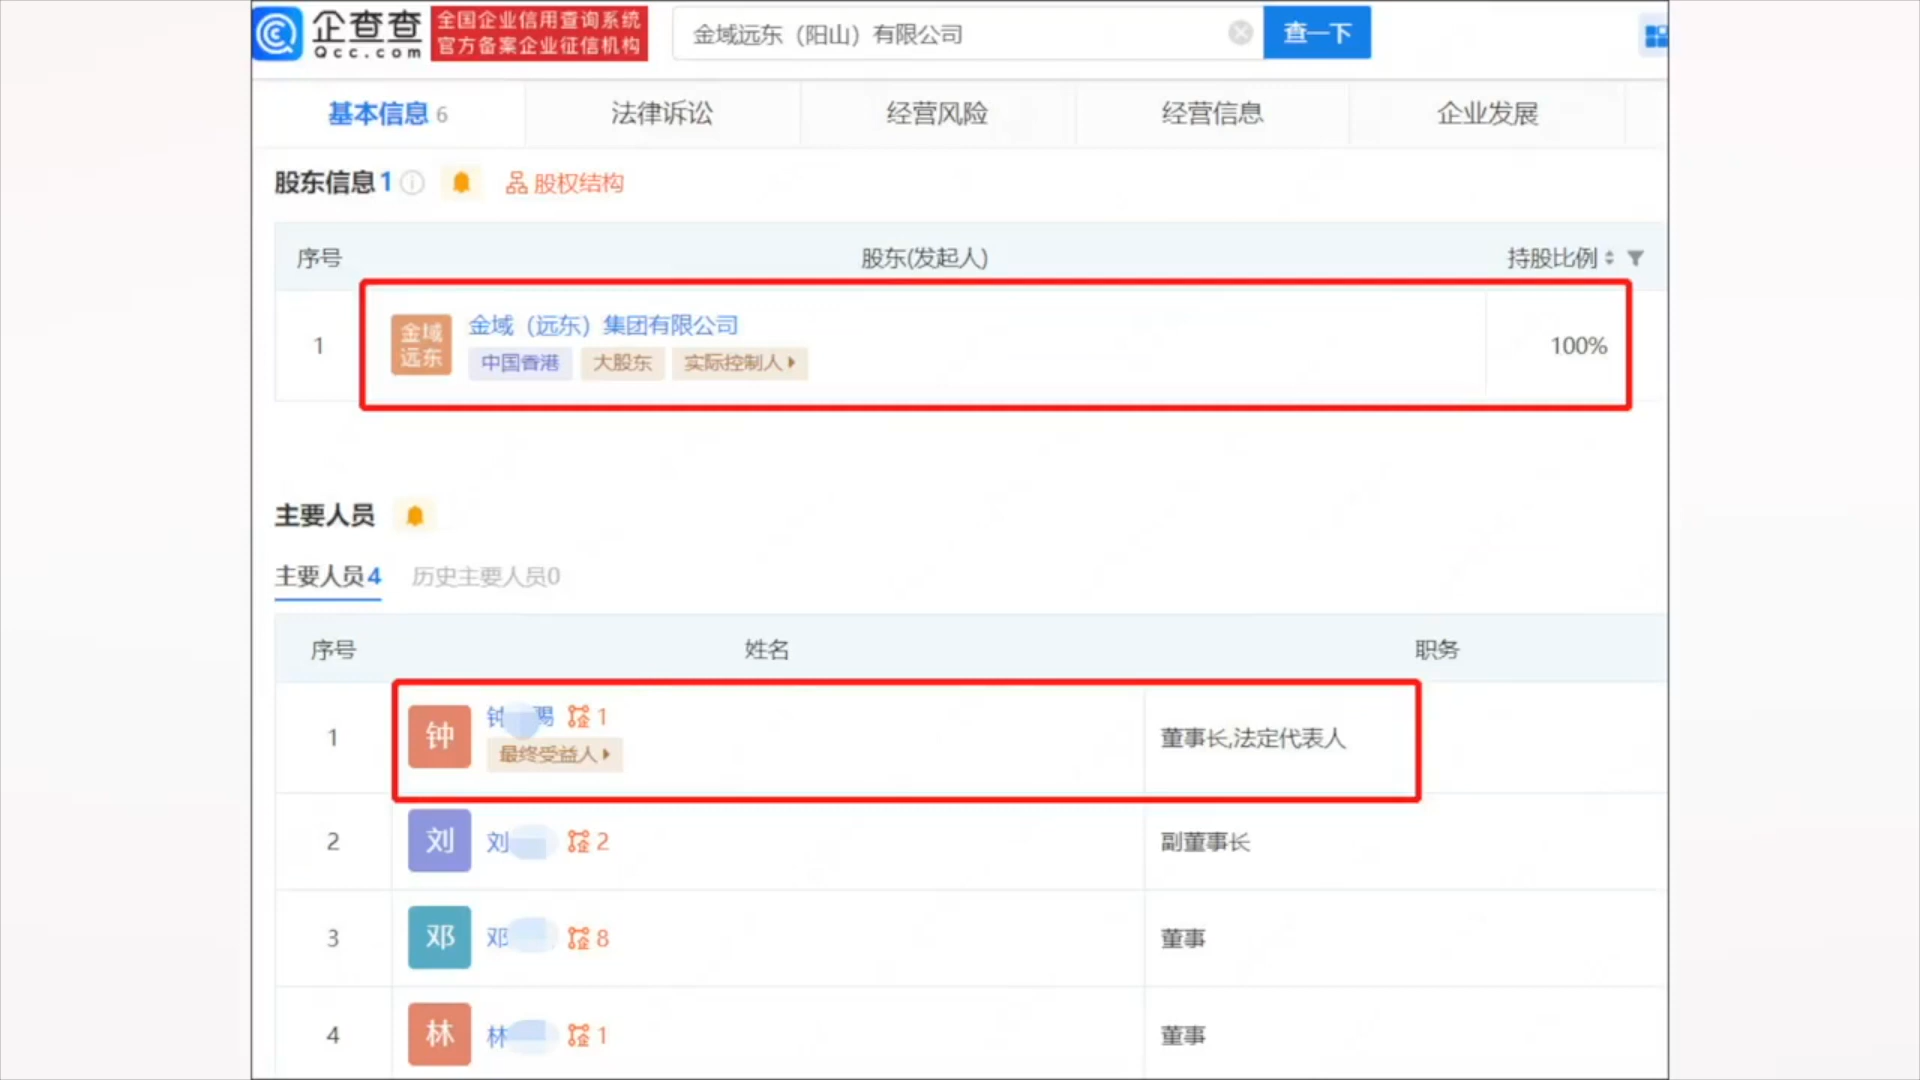 企查查
Qcc.com
全国企业信用查询系统
官方备案企业征信机构
金域远东（阳山）有限公司
查一下
基本信息 6
法律诉讼
经营风险
经营信息
企业发展
股东信息 1
股权结构
序号
股东(发起人)
持股比例
1
金域
远东
金域（远东）集团有限公司
中国香港
大股东
实际控制人
100%
主要人员
主要人员 4
历史主要人员0
序号
姓名
职务
1
钟
钟 赐 1
最终受益人
董事长,法定代表人
2
刘
刘 2
副董事长
3
邓
邓 8
董事
4
林
林 1
董事